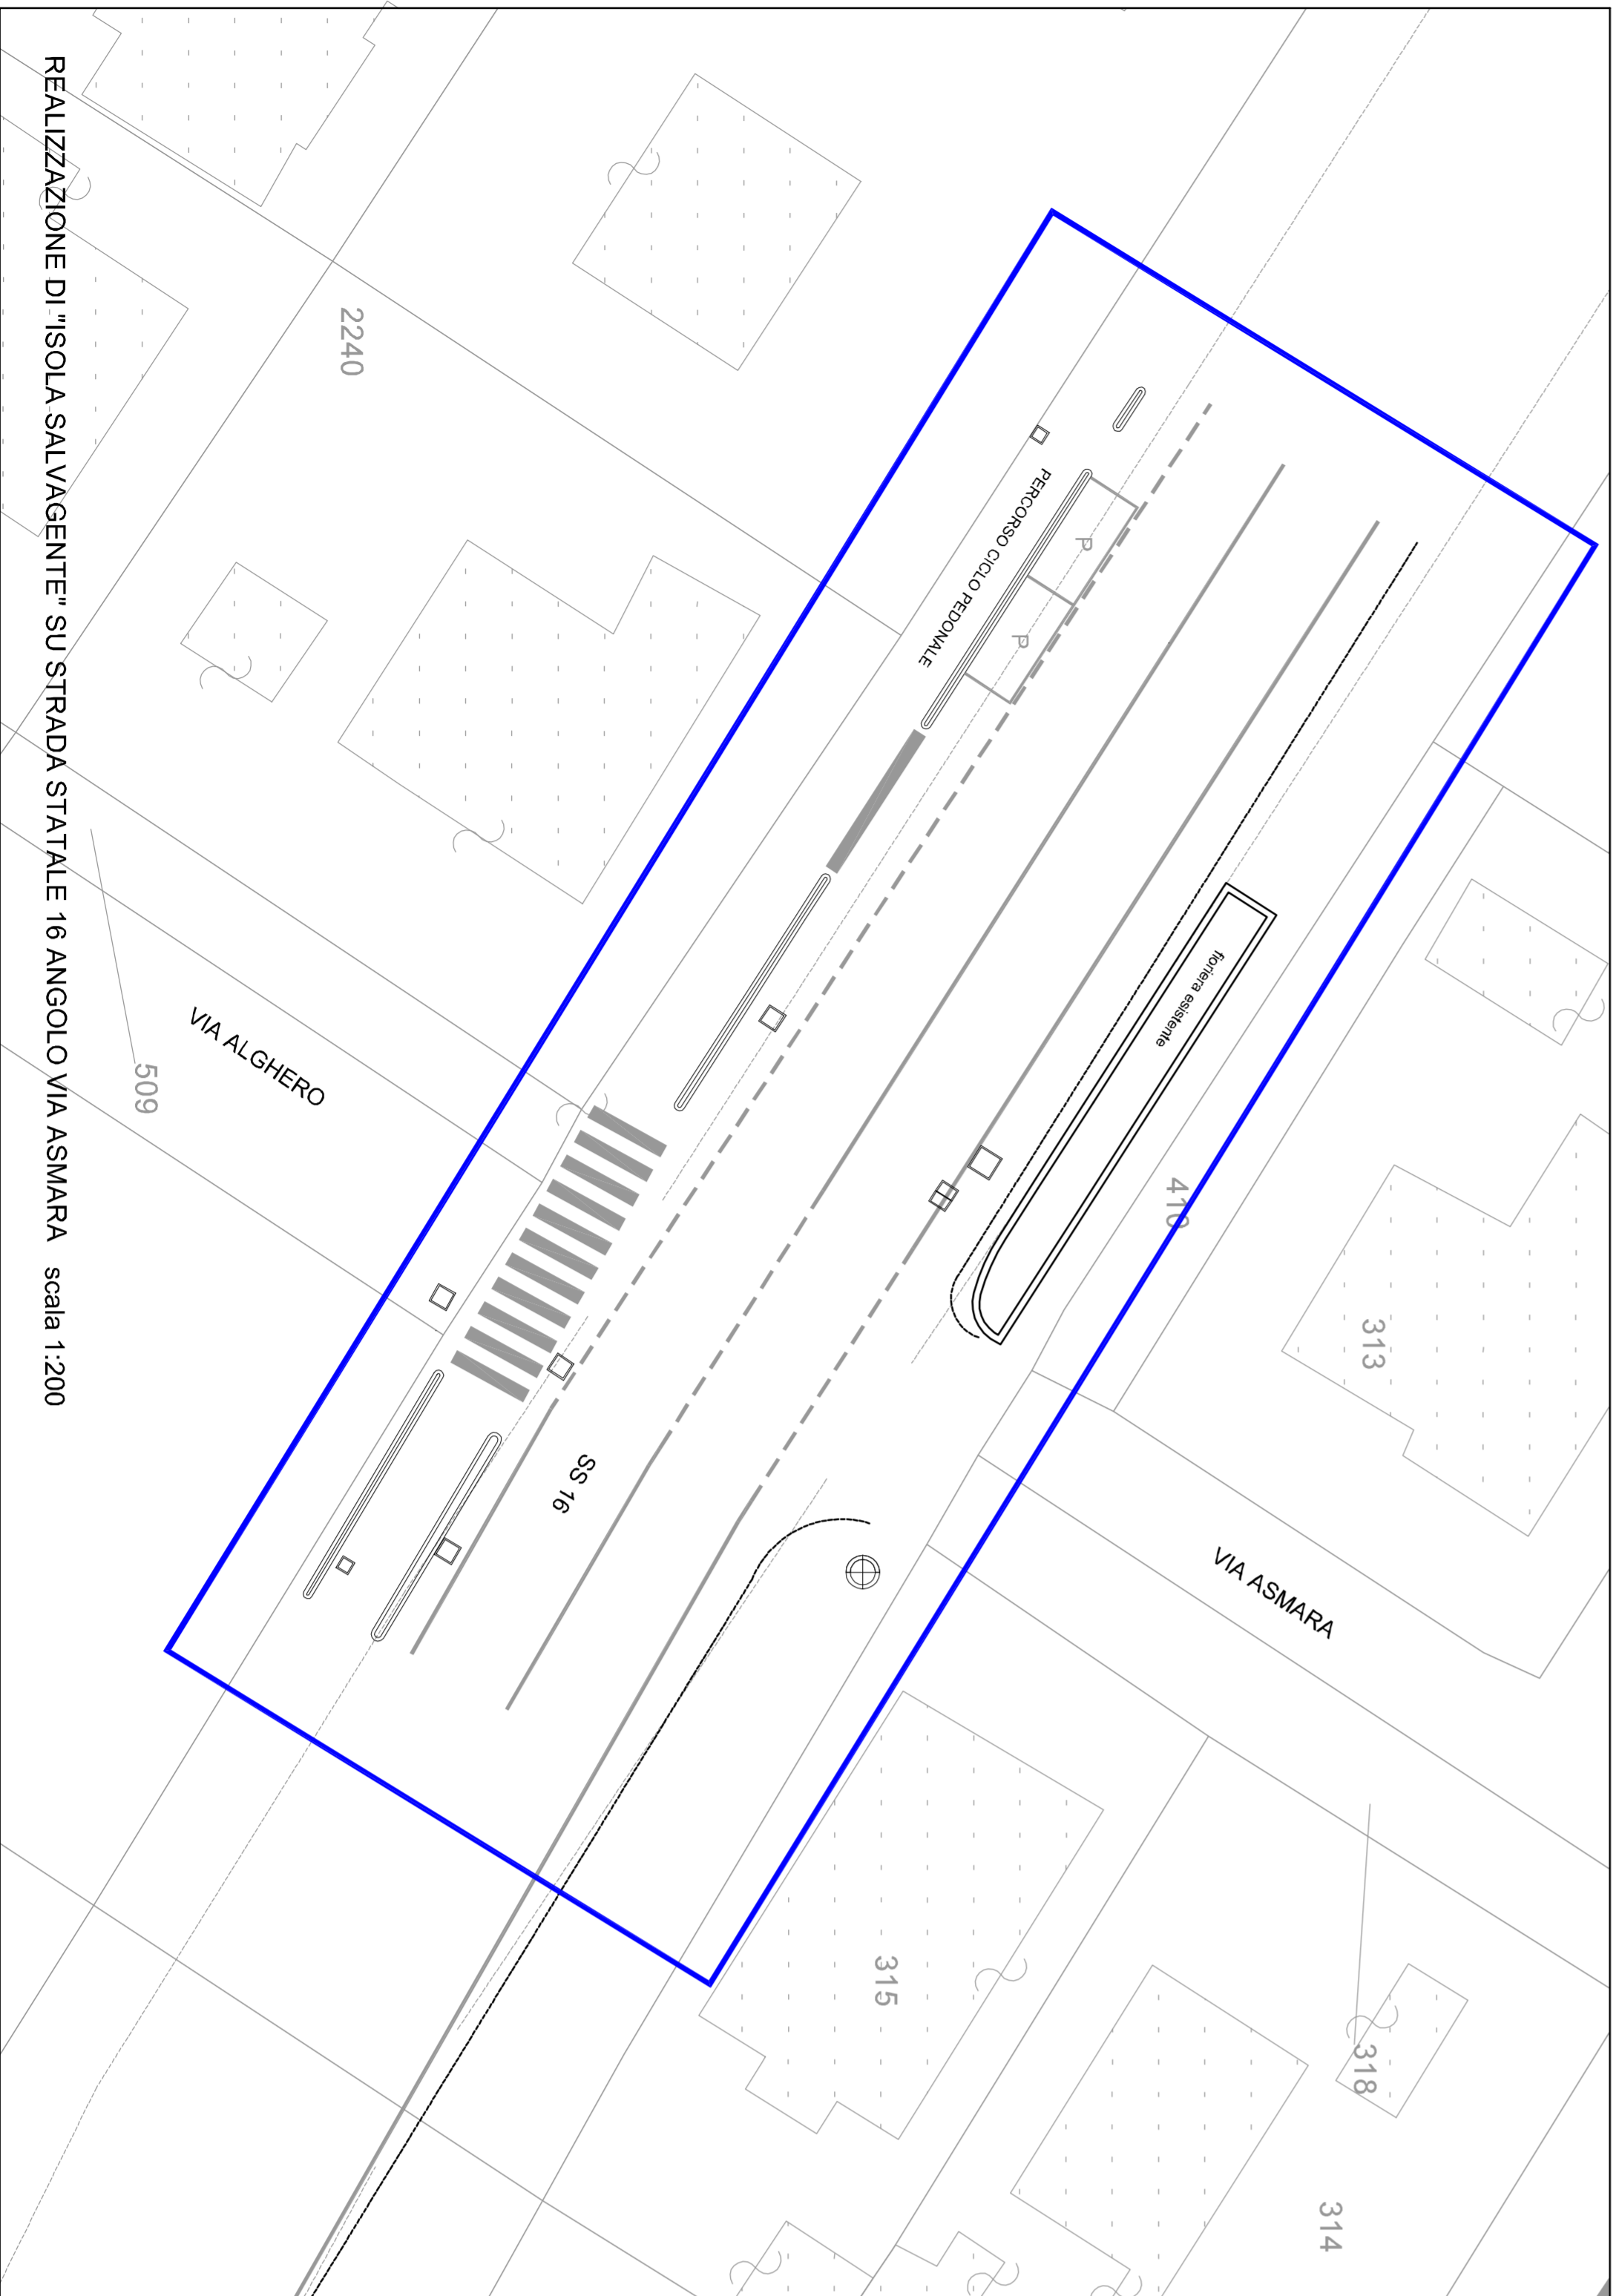 REALIZZAZIONE DI "ISOLA SALVAGENTE" SU STRADA STATALE 16 ANGOLO VIA ASMARA scala 1:200
2240
PERCORSO CICLO PEDONALE
P
P
fioriera esistente
416
313
VIA ALGHERO
509
SS 16
VIA ASMARA
315
318
314